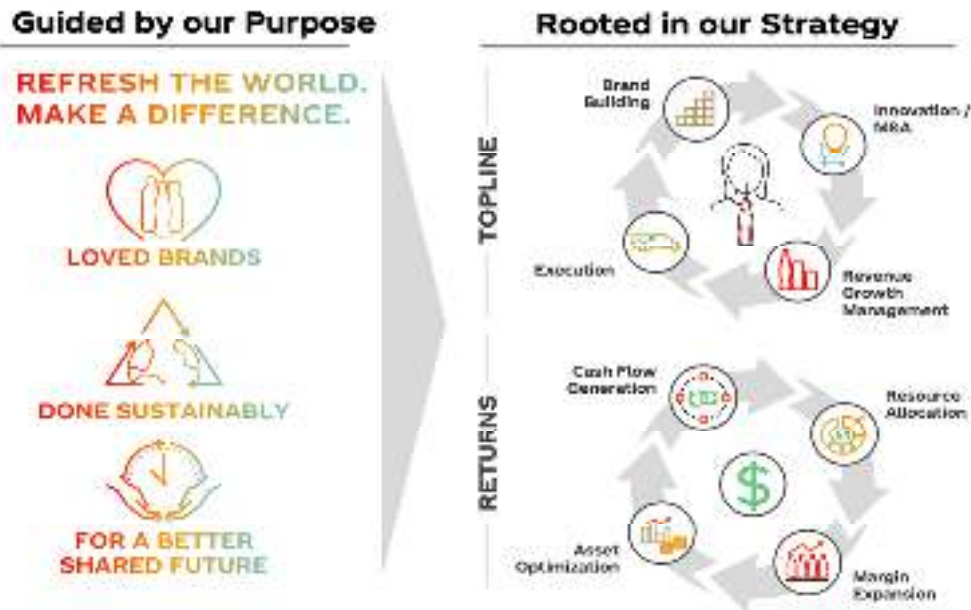 Guided by our Purpose
REFRESH THE WORLD.
MAKE A DIFFERENCE.
LOVED BRANDS
DONE SUSTAINABLY
FOR A BETTER
SHARED FUTURE
Rooted in our Strategy
TOPLINE
Brand
Building
Innovation /
M&A
Execution
Revenue
Growth
Management
RETURNS
Cash Flow
Generation
Resource
Allocation
$
Asset
Optimization
Margin
Expansion